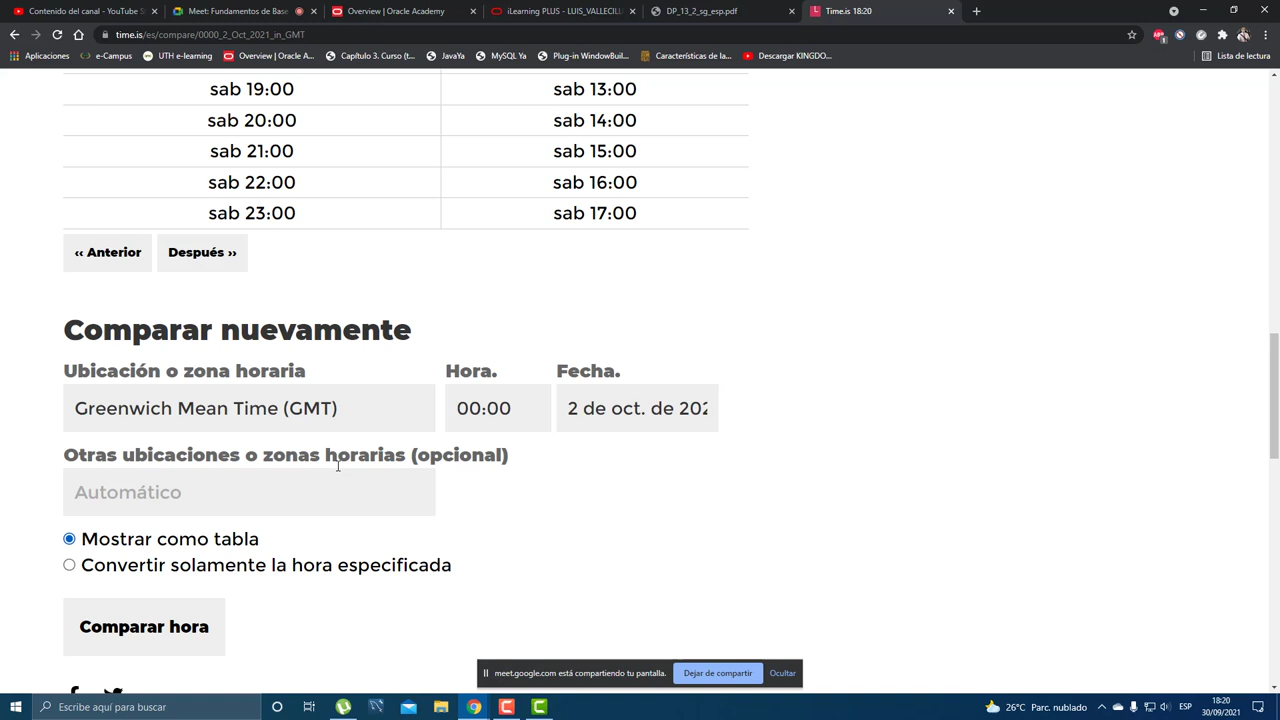 Contenido del canal - YouTube S
Meet: Fundamentos de Base
Overview | Oracle Academy
iLearning PLUS - LUIS_VALLECILL
DP_13_2_sg_esp.pdf
Time.is 18:20
time.is/es/compare/0000_2_Oct_2021_in_GMT
Aplicaciones
e-Campus
UTH e-learning
Overview | Oracle A...
Capítulo 3. Curso (t...
JavaYa
MySQL Ya
Plug-in WindowBuil...
Características de la...
Descargar KINGDO...
Lista de lectura
sab 19:00 sab 13:00
sab 20:00 sab 14:00
sab 21:00 sab 15:00
sab 22:00 sab 16:00
sab 23:00 sab 17:00
‹‹ Anterior Después ››
Comparar nuevamente
Ubicación o zona horaria Hora. Fecha.
Greenwich Mean Time (GMT) 00:00 2 de oct. de 202
Otras ubicaciones o zonas horarias (opcional)
Automático
Mostrar como tabla
Convertir solamente la hora especificada
Comparar hora
meet.google.com está compartiendo tu pantalla. Dejar de compartir Ocultar
Escribe aquí para buscar
26°C Parc. nublado
ESP
18:20
30/09/2021